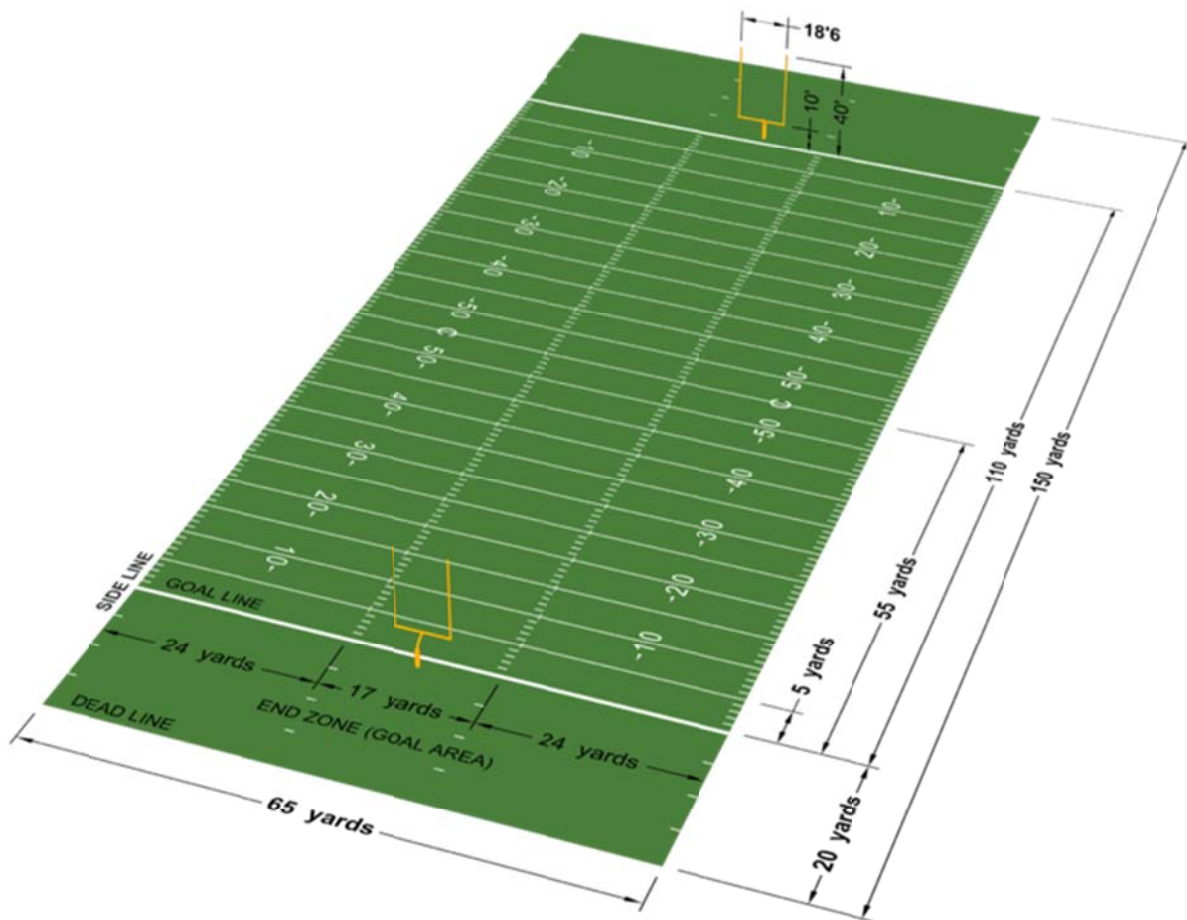 18'6
10'
40'
-10
10-
-20
20-
-30
30-
-40
40-
-50
50-
C
C
50-
-50
40-
-40
110 yards
150 yards
30-
-30
55 yards
20-
-20
SIDE LINE
10-
-10
GOAL LINE
5 yards
24 yards
17 yards
24 yards
END ZONE (GOAL AREA)
DEAD LINE
65 yards
20 yards